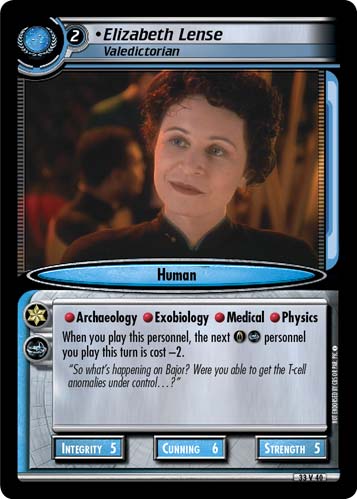 2
•Elizabeth Lense
Valedictorian
Human
Archaeology Exobiology Medical Physics
When you play this personnel, the next personnel
you play this turn is cost –2.
"So what's happening on Bajor? Were you able to get the T-cell
anomalies under control…?"
INTEGRITY 5 CUNNING 6 STRENGTH 5
33 V 40